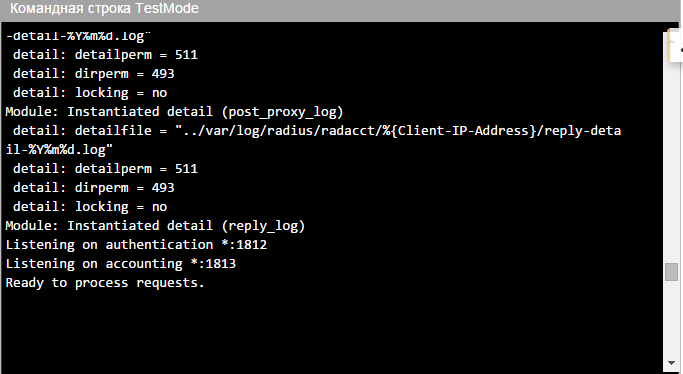 Командная строка TestMode
-detail-%Y%m%d.log"
detail: detailperm = 511
detail: dirperm = 493
detail: locking = no
Module: Instantiated detail (post_proxy_log)
detail: detailfile = "../var/log/radius/radacct/%{Client-IP-Address}/reply-deta
il-%Y%m%d.log"
detail: detailperm = 511
detail: dirperm = 493
detail: locking = no
Module: Instantiated detail (reply_log)
Listening on authentication *:1812
Listening on accounting *:1813
Ready to process requests.